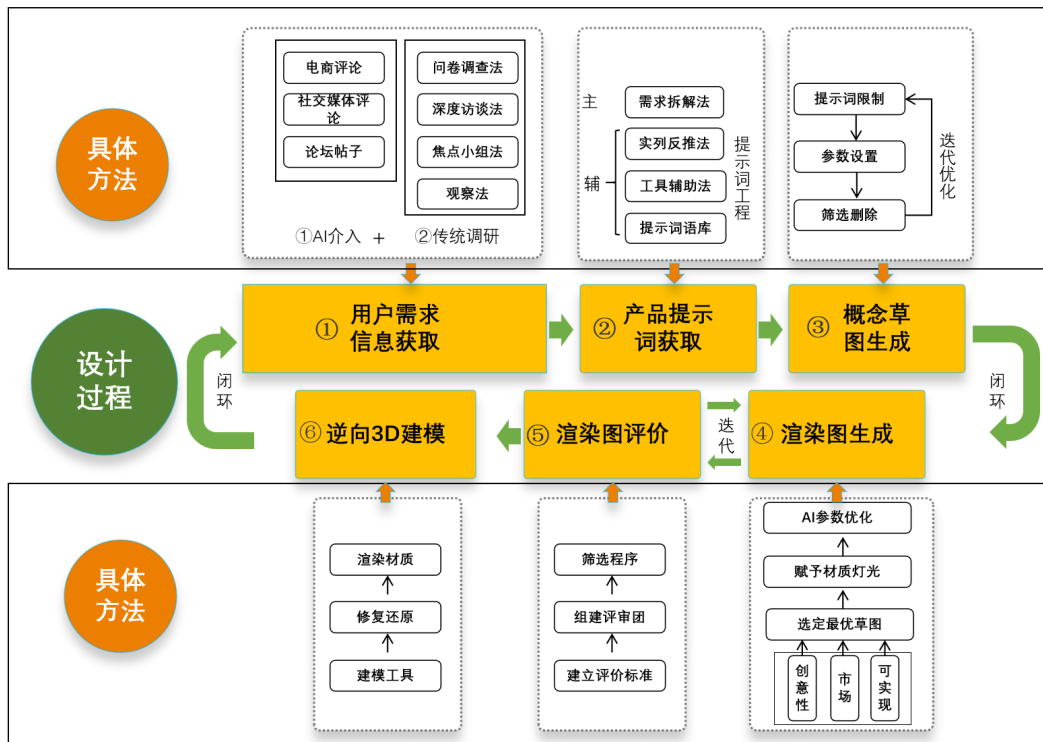 具体
方法
电商评论
社交媒体评
论
论坛帖子
问卷调查法
深度访谈法
焦点小组法
观察法
①AI介入 + ②传统调研
主
辅
需求拆解法
实列反推法
工具辅助法
提示词语库
提示词工程
提示词限制
参数设置
筛选删除
迭代优化
设计
过程
闭环
① 用户需求
信息获取
② 产品提示
词获取
③ 概念草
图生成
闭环
⑥ 逆向3D建模
⑤ 渲染图评价
迭代
④ 渲染图生成
具体
方法
渲染材质
修复还原
建模工具
筛选程序
组建评审团
建立评价标准
AI参数优化
赋予材质灯光
选定最优草图
创意性
市场
可实现